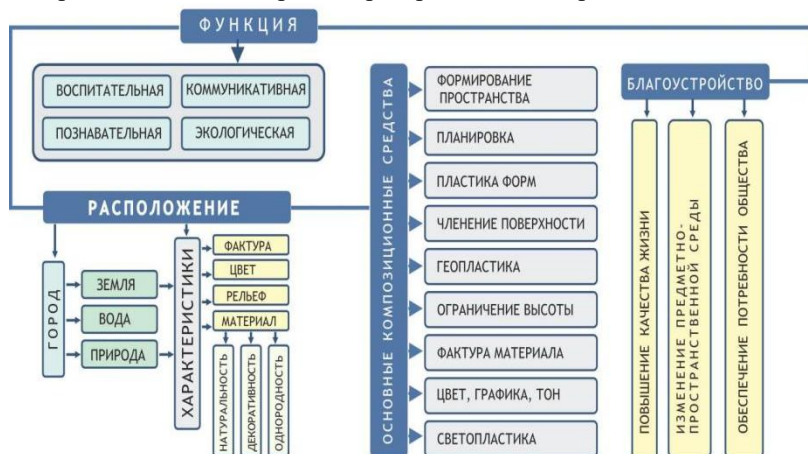 ФУНКЦИЯ
ВОСПИТАТЕЛЬНАЯ
КОММУНИКАТИВНАЯ
ПОЗНАВАТЕЛЬНАЯ
ЭКОЛОГИЧЕСКАЯ
РАСПОЛОЖЕНИЕ
ГОРОД
ЗЕМЛЯ
ВОДА
ПРИРОДА
ХАРАКТЕРИСТИКИ
ФАКТУРА
ЦВЕТ
РЕЛЬЕФ
МАТЕРИАЛ
НАТУРАЛЬНОСТЬ
ДЕКОРАТИВНОСТЬ
ОДНОРОДНОСТЬ
ОСНОВНЫЕ КОМПОЗИЦИОННЫЕ СРЕДСТВА
ФОРМИРОВАНИЕ
ПРОСТРАНСТВА
ПЛАНИРОВКА
ПЛАСТИКА ФОРМ
ЧЛЕНЕНИЕ ПОВЕРХНОСТИ
ГЕОПЛАСТИКА
ОГРАНИЧЕНИЕ ВЫСОТЫ
ФАКТУРА МАТЕРИАЛА
ЦВЕТ, ГРАФИКА, ТОН
СВЕТОПЛАСТИКА
БЛАГОУСТРОЙСТВО
ПОВЫШЕНИЕ КАЧЕСТВА ЖИЗНИ
ИЗМЕНЕНИЕ ПРЕДМЕТНО-
ПРОСТРАНСТВЕННОЙ СРЕДЫ
ОБЕСПЕЧЕНИЕ ПОТРЕБНОСТИ ОБЩЕСТВА